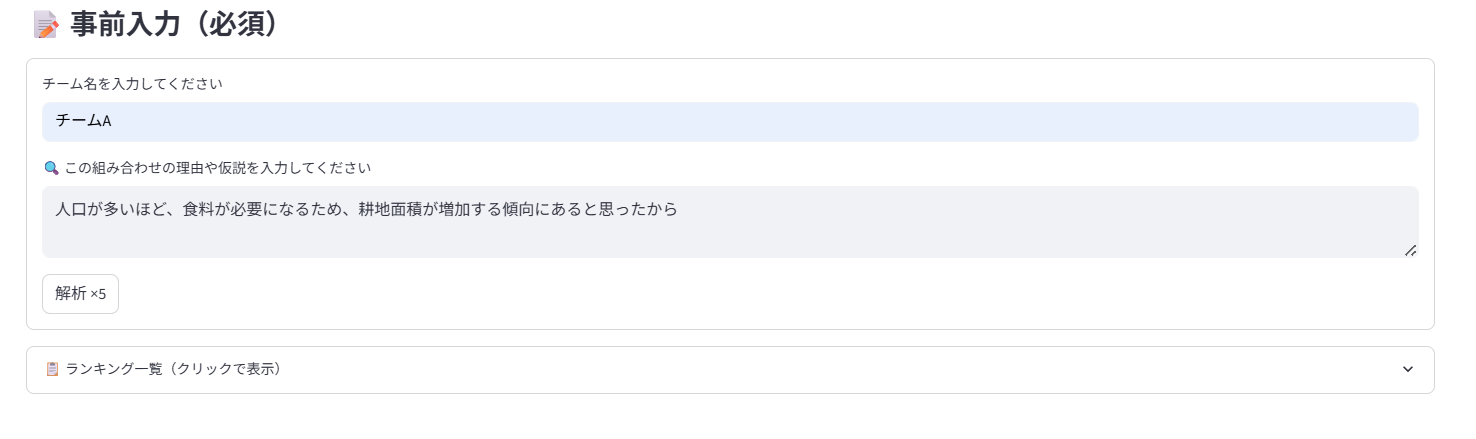 📝 事前入力（必須）
チーム名を入力してください
チームA
🔍 この組み合わせの理由や仮説を入力してください
人口が多いほど、食料が必要になるため、耕地面積が増加する傾向にあると思ったから
解析 ×5
📋 ランキング一覧（クリックで表示）